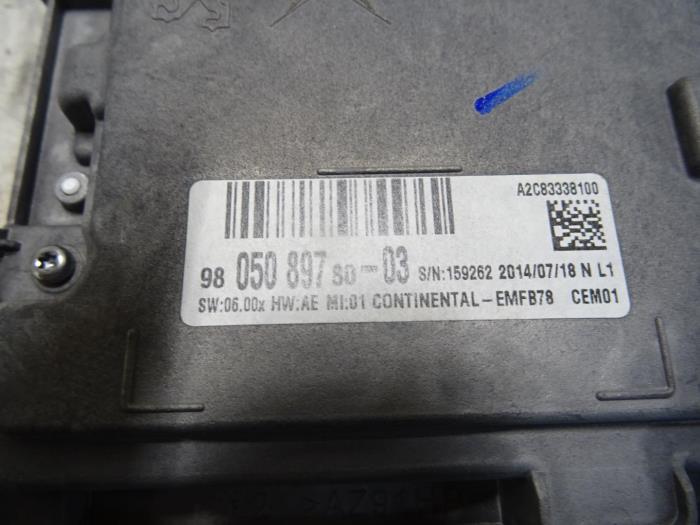 A2C83338100
98 050 897 80-03 S/N:159262 2014/07/18 N L1
SW:06.00x HW:AE MI:01 CONTINENTAL-EMFB78 CEM01